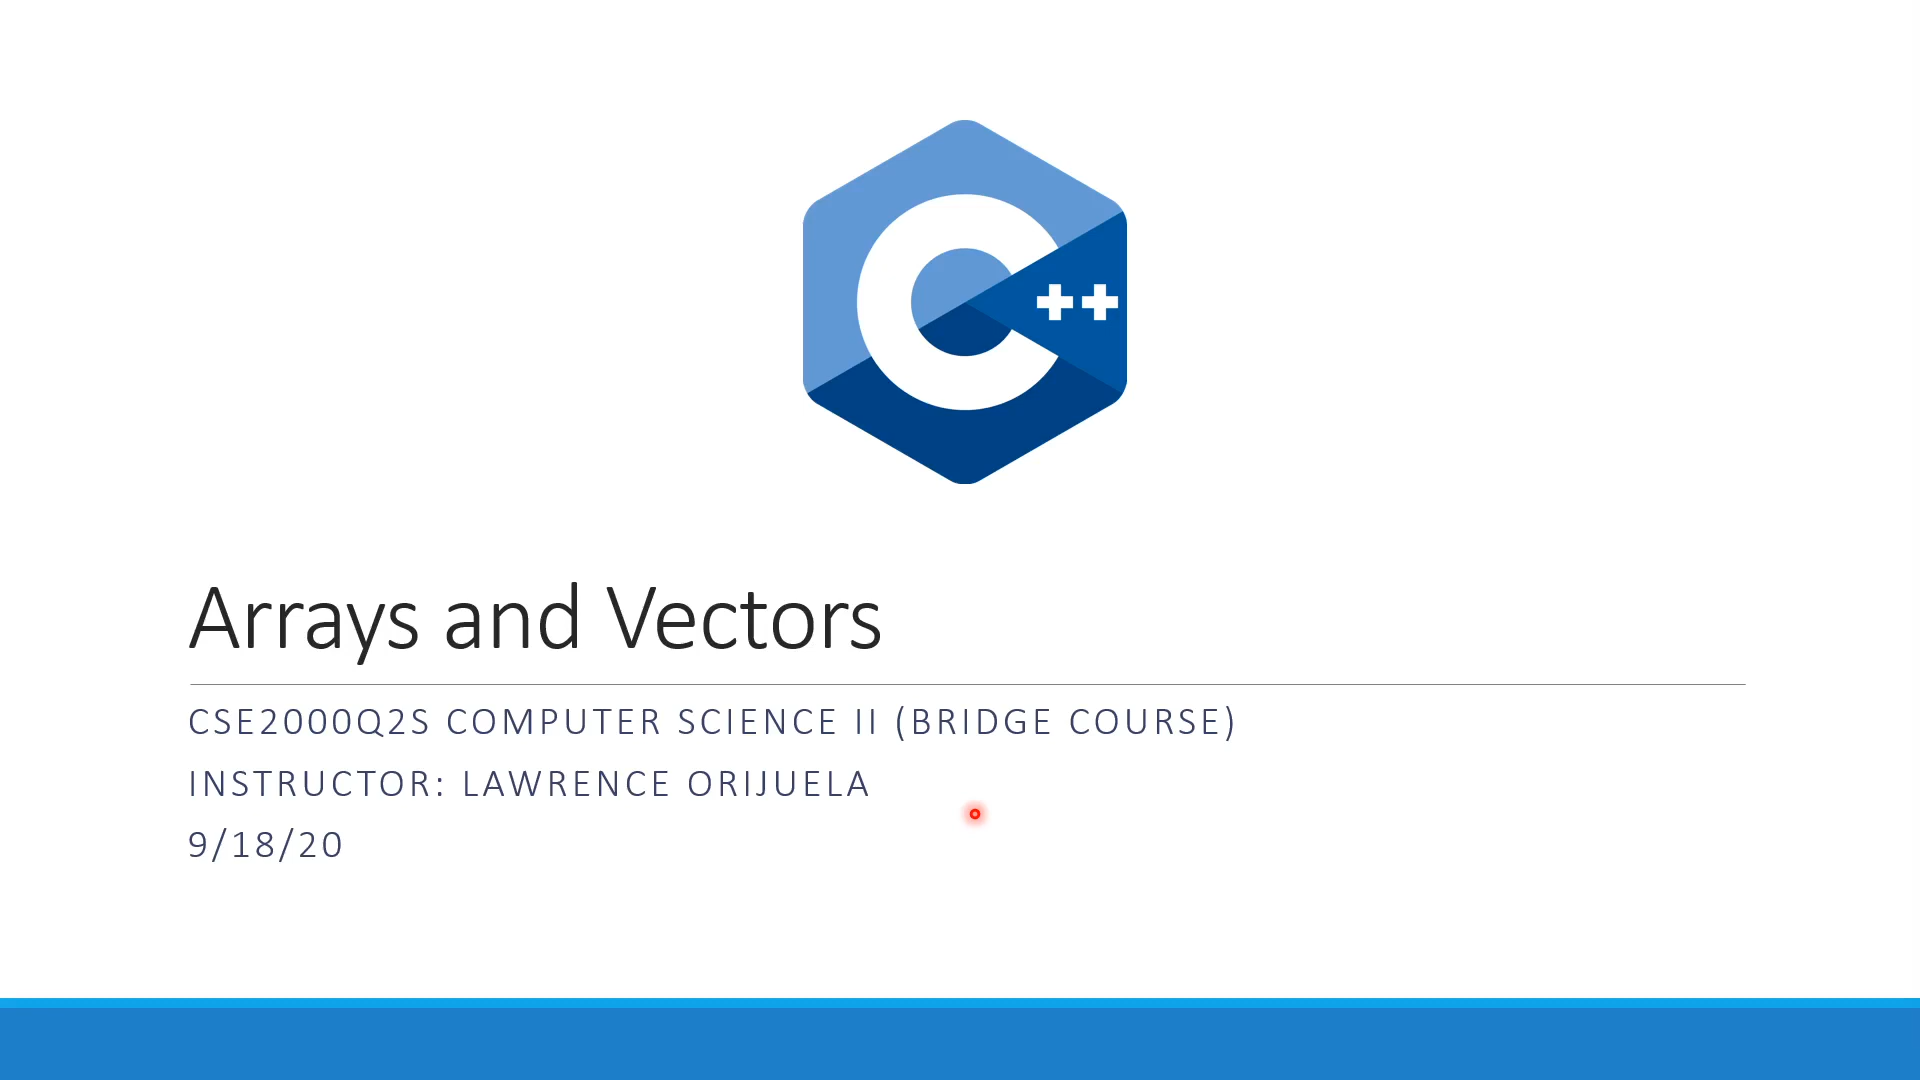 C++
Arrays and Vectors
CSE2000Q2S COMPUTER SCIENCE II (BRIDGE COURSE)
INSTRUCTOR: LAWRENCE ORIJUELA
9/18/20